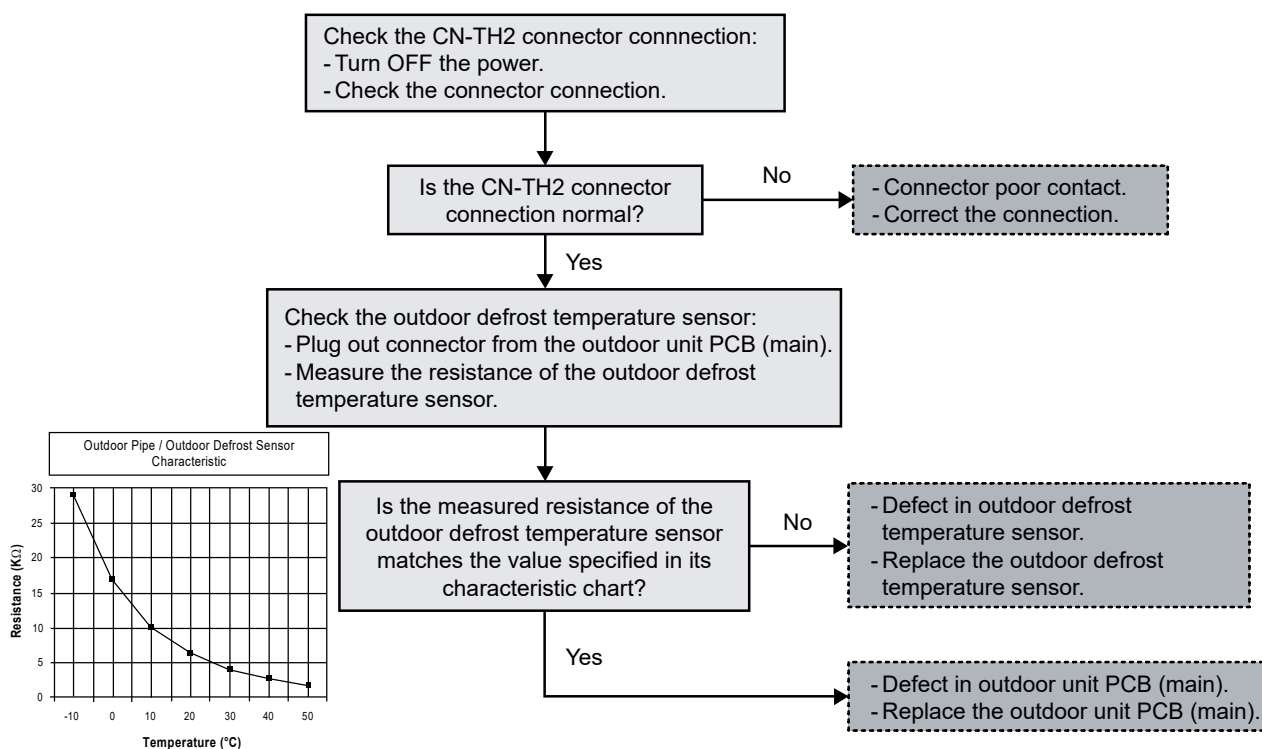 Check the CN-TH2 connector connnection:
- Turn OFF the power.
- Check the connector connection.
Is the CN-TH2 connector
connection normal?
No
- Connector poor contact.
- Correct the connection.
Yes
Check the outdoor defrost temperature sensor:
- Plug out connector from the outdoor unit PCB (main).
- Measure the resistance of the outdoor defrost
temperature sensor.
Outdoor Pipe / Outdoor Defrost Sensor
Characteristic
Resistance (KΩ)
30
25
20
15
10
5
0
-10 0 10 20 30 40 50
Temperature (°C)
Is the measured resistance of the
outdoor defrost temperature sensor
matches the value specified in its
characteristic chart?
No
- Defect in outdoor defrost
temperature sensor.
- Replace the outdoor defrost
temperature sensor.
Yes
- Defect in outdoor unit PCB (main).
- Replace the outdoor unit PCB (main).